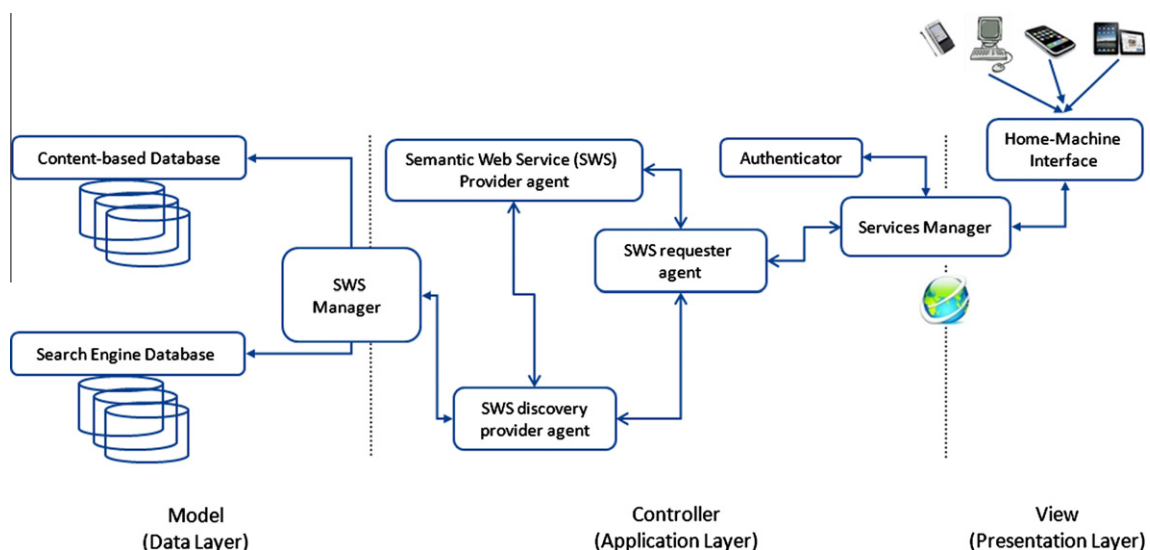 Content-based Database
Semantic Web Service (SWS)
Provider agent
Authenticator
Home-Machine
Interface
Services Manager
SWS requester
agent
SWS
Manager
Search Engine Database
SWS discovery
provider agent
Model
(Data Layer)
Controller
(Application Layer)
View
(Presentation Layer)